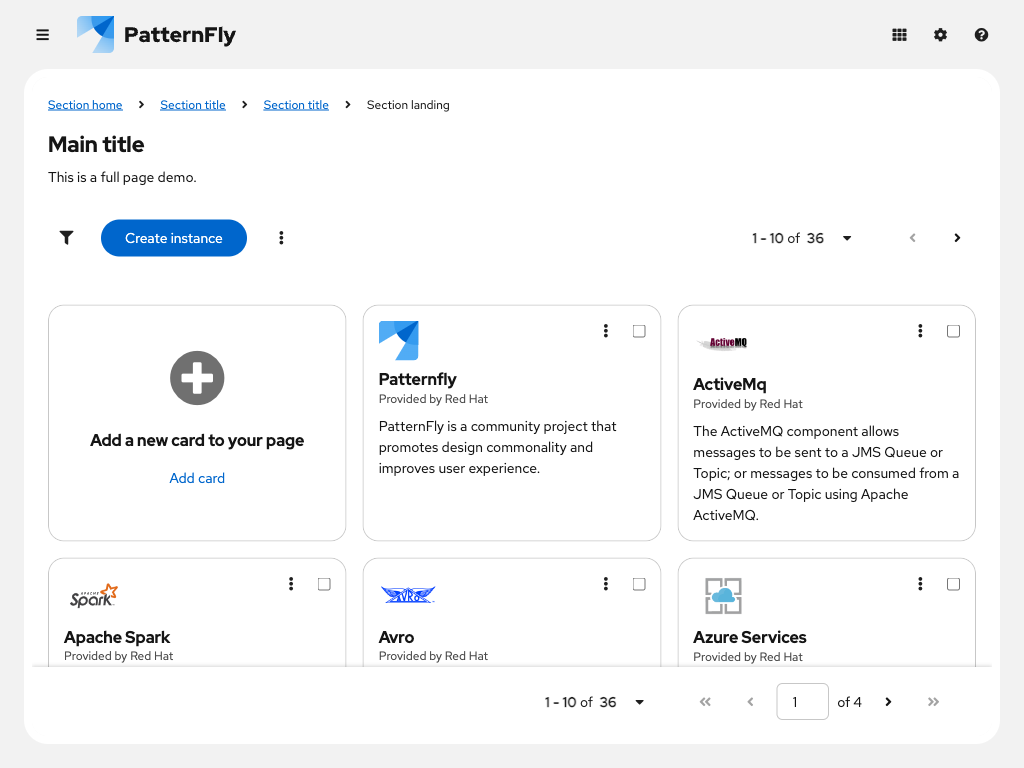 PatternFly
Section home
Section title
Section title
Section landing
Main title
This is a full page demo.
Create instance
1 - 10 of 36
Add a new card to your page
Add card
Patternfly
Provided by Red Hat
PatternFly is a community project that
promotes design commonality and
improves user experience.
ActiveMQ
ActiveMq
Provided by Red Hat
The ActiveMQ component allows
messages to be sent to a JMS Queue or
Topic; or messages to be consumed from a
JMS Queue or Topic using Apache
ActiveMQ.
APACHE
Spark
Apache Spark
Provided by Red Hat
AVRO
Avro
Provided by Red Hat
Azure Services
Provided by Red Hat
1 - 10 of 36
1 of 4